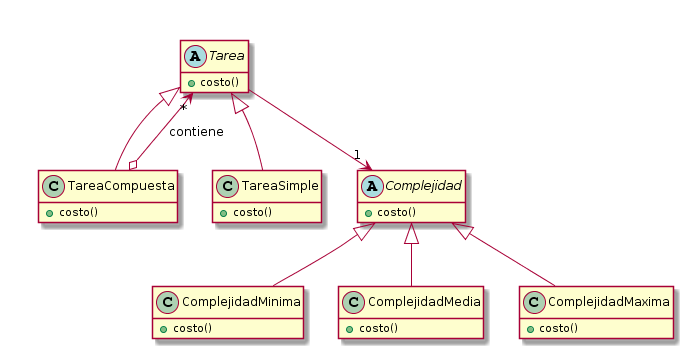 A Tarea
costo()
*
contiene
1
C TareaCompuesta
costo()
C TareaSimple
costo()
A Complejidad
costo()
C ComplejidadMinima
costo()
C ComplejidadMedia
costo()
C ComplejidadMaxima
costo()